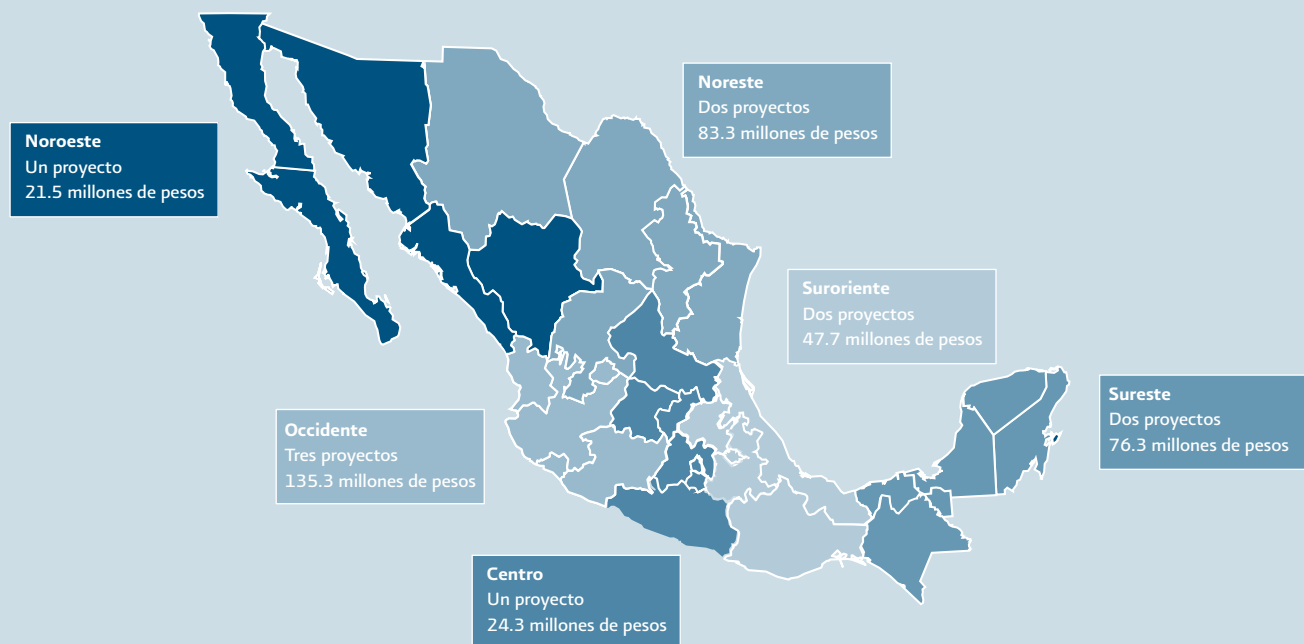 Noreste
Dos proyectos
83.3 millones de pesos
Noroeste
Un proyecto
21.5 millones de pesos
Suroriente
Dos proyectos
47.7 millones de pesos
Sureste
Dos proyectos
76.3 millones de pesos
Occidente
Tres proyectos
135.3 millones de pesos
Centro
Un proyecto
24.3 millones de pesos